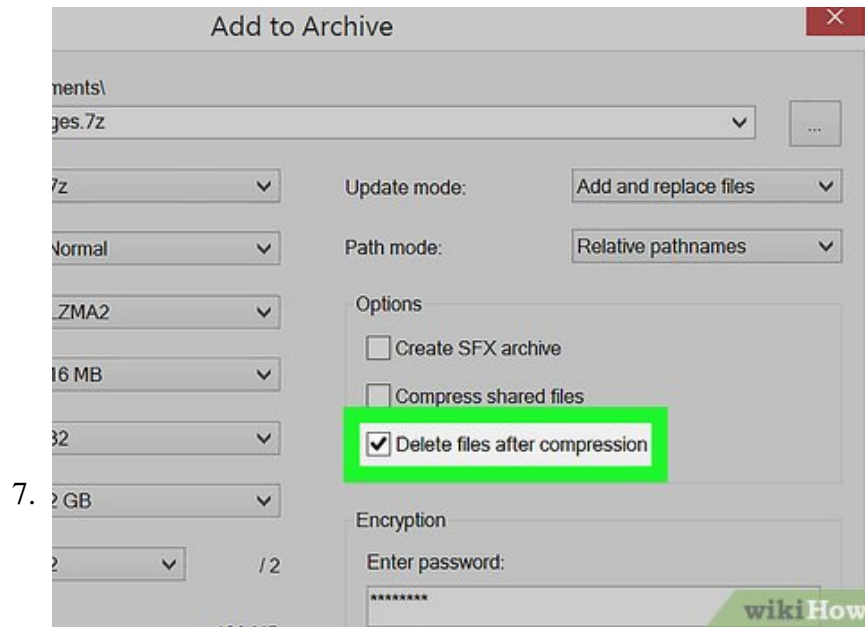 Add to Archive
ments\
ges.7z
...
7z
Update mode:
Add and replace files
Normal
Path mode:
Relative pathnames
LZMA2
Options
Create SFX archive
16 MB
Compress shared files
32
Delete files after compression
7.
2 GB
Encryption
2
/ 2
Enter password:
********
wikiHow